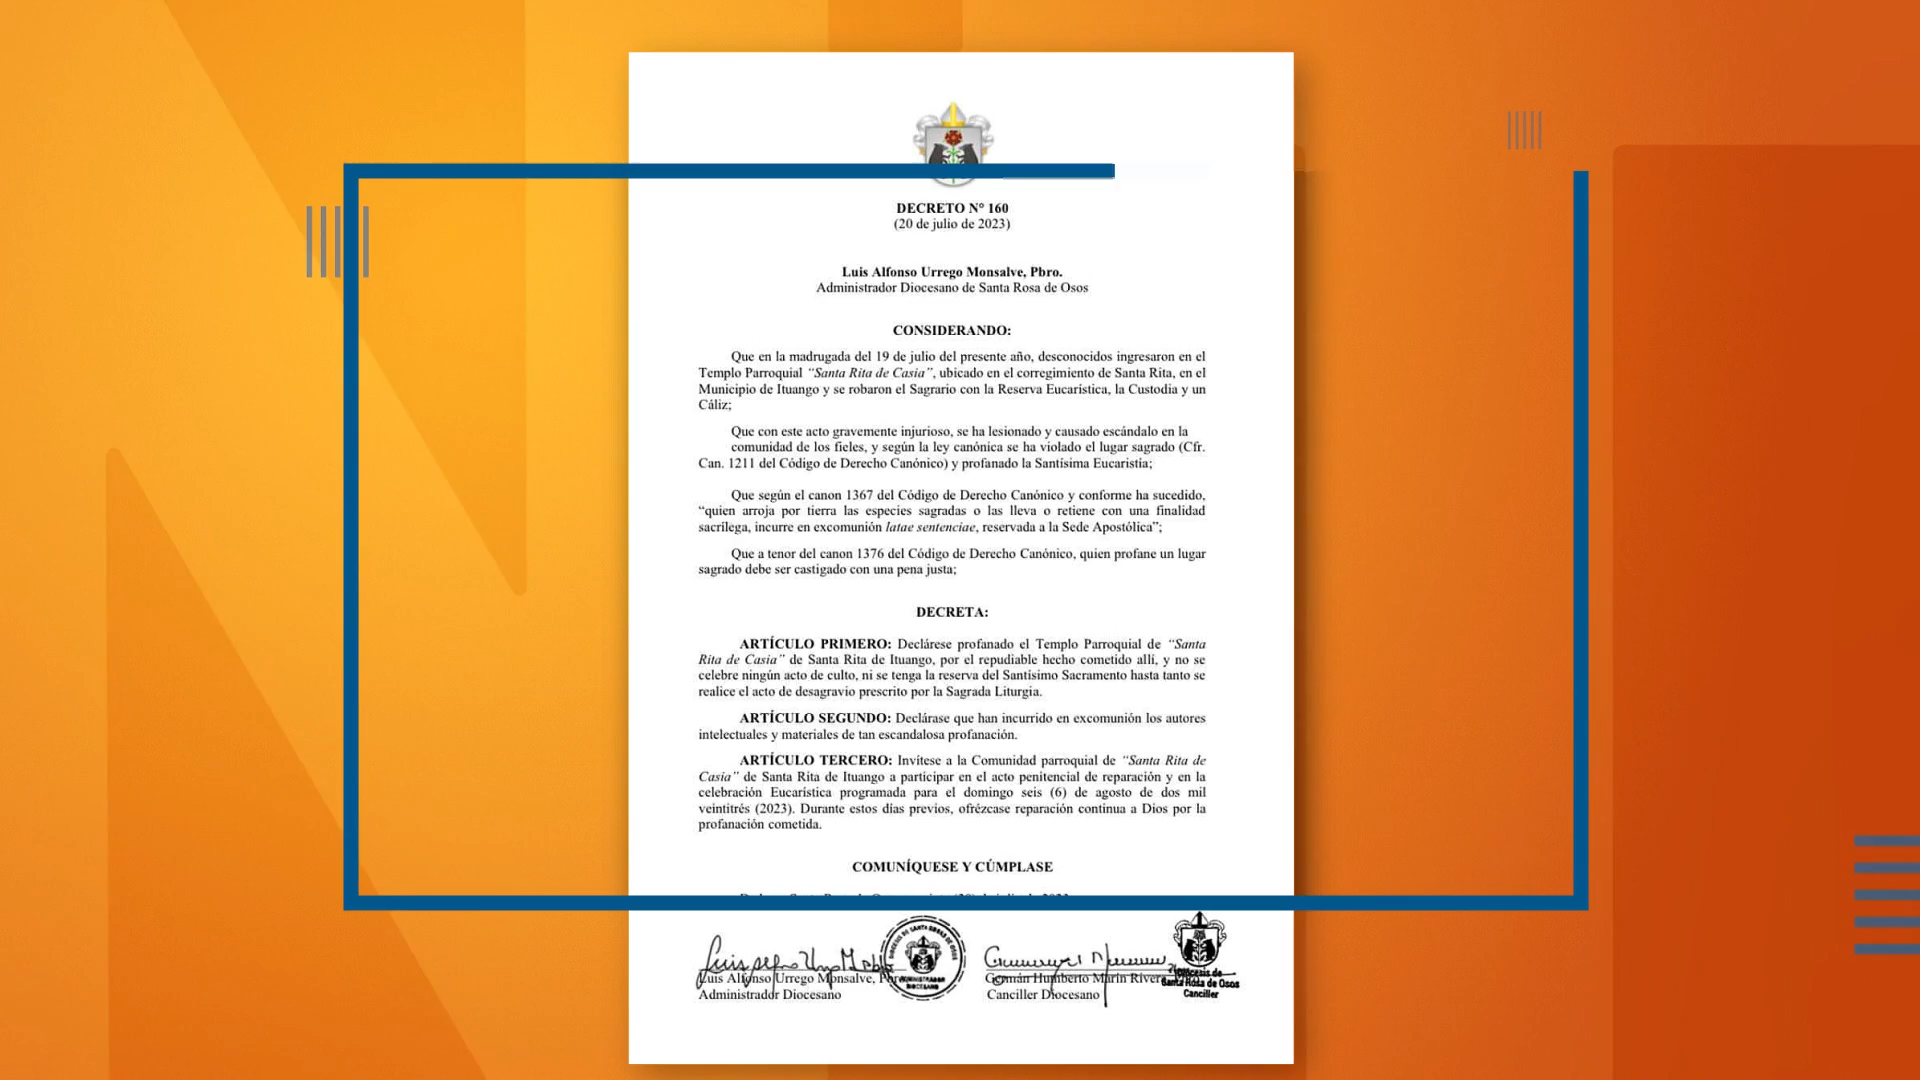 DECRETO N° 160
(20 de julio de 2023)
Luis Alfonso Urrego Monsalve, Pbro.
Administrador Diocesano de Santa Rosa de Osos
CONSIDERANDO:
Que en la madrugada del 19 de julio del presente año, desconocidos ingresaron en el
Templo Parroquial “Santa Rita de Casia”, ubicado en el corregimiento de Santa Rita, en el
Municipio de Ituango y se robaron el Sagrario con la Reserva Eucarística, la Custodia y un
Cáliz;
Que con este acto gravemente injurioso, se ha lesionado y causado escándalo en la
comunidad de los fieles, y según la ley canónica se ha violado el lugar sagrado (Cfr.
Can. 1211 del Código de Derecho Canónico) y profanado la Santísima Eucaristía;
Que según el canon 1367 del Código de Derecho Canónico y conforme ha sucedido,
“quien arroja por tierra las especies sagradas o las lleva o retiene con una finalidad
sacrílega, incurre en excomunión latae sentenciae, reservada a la Sede Apostólica”;
Que a tenor del canon 1376 del Código de Derecho Canónico, quien profane un lugar
sagrado debe ser castigado con una pena justa;
DECRETA:
ARTÍCULO PRIMERO: Declárese profanado el Templo Parroquial de “Santa
Rita de Casia” de Santa Rita de Ituango, por el repudiable hecho cometido allí, y no se
celebre ningún acto de culto, ni se tenga la reserva del Santísimo Sacramento hasta tanto se
realice el acto de desagravio prescrito por la Sagrada Liturgia.
ARTÍCULO SEGUNDO: Declárase que han incurrido en excomunión los autores
intelectuales y materiales de tan escandalosa profanación.
ARTÍCULO TERCERO: Invítese a la Comunidad parroquial de “Santa Rita de
Casia” de Santa Rita de Ituango a participar en el acto penitencial de reparación y en la
celebración Eucarística programada para el domingo seis (6) de agosto de dos mil
veintitrés (2023). Durante estos días previos, ofrézcase reparación continua a Dios por la
profanación cometida.
COMUNÍQUESE Y CÚMPLASE
Luis Alfonso Urrego Monsalve,
Administrador Diocesano
Germán Humberto Marín Rivera
Canciller Diocesano
Diócesis de
Santa Rosa de Osos
Canciller